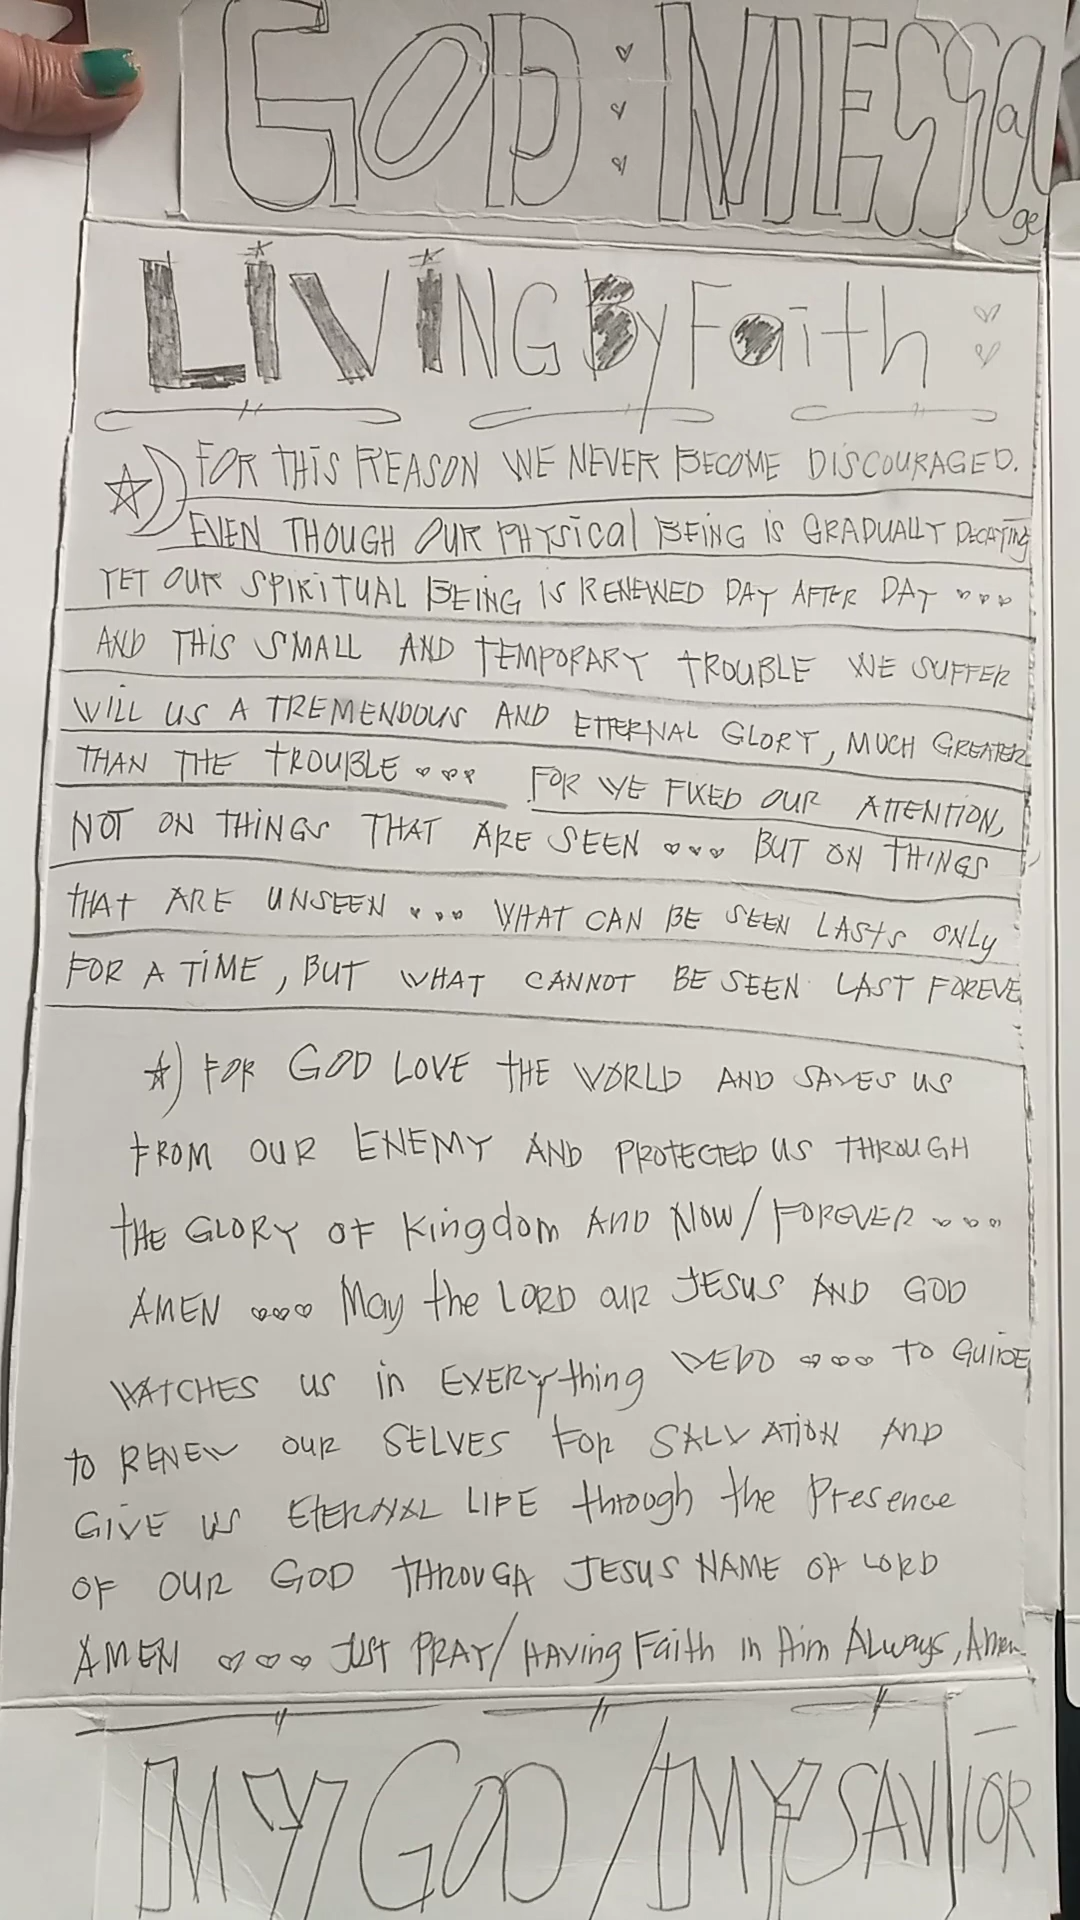 GOD: MESSage
LIVING By Faith
FOR THIS REASON WE NEVER BECOME DISCOURAGED.
EVEN THOUGH OUR PHYSICAL BEING IS GRADUALLY DECAYING
YET OUR SPIRITUAL BEING IS RENEWED DAY AFTER DAY ...
AND THIS SMALL AND TEMPORARY TROUBLE WE SUFFER
WILL US A TREMENDOUS AND ETERNAL GLORY, MUCH GREATER
THAN THE TROUBLE ... FOR WE FIXED OUR ATTENTION,
NOT ON THINGS THAT ARE SEEN ... BUT ON THINGS
THAT ARE UNSEEN ... WHAT CAN BE SEEN LASTS ONLY
FOR A TIME, BUT WHAT CANNOT BE SEEN LAST FOREVE
FOR GOD LOVE THE WORLD AND SAVES US
FROM OUR ENEMY AND PROTECTED US THROUGH
THE GLORY OF Kingdom AND NOW/FOREVER ...
AMEN ... May the LORD OUR JESUS AND GOD
WATCHES us in EVERYthing WE DO ... TO GUIDE
TO RENEW OUR SELVES FOR SALVATION AND
GIVE US ETERNAL LIFE through the Presence
OF OUR GOD THROUGH JESUS NAME OF LORD
AMEN ... JUST PRAY/HAVING Faith in Him Always, Amen
MY GOD/MY SAVIOR